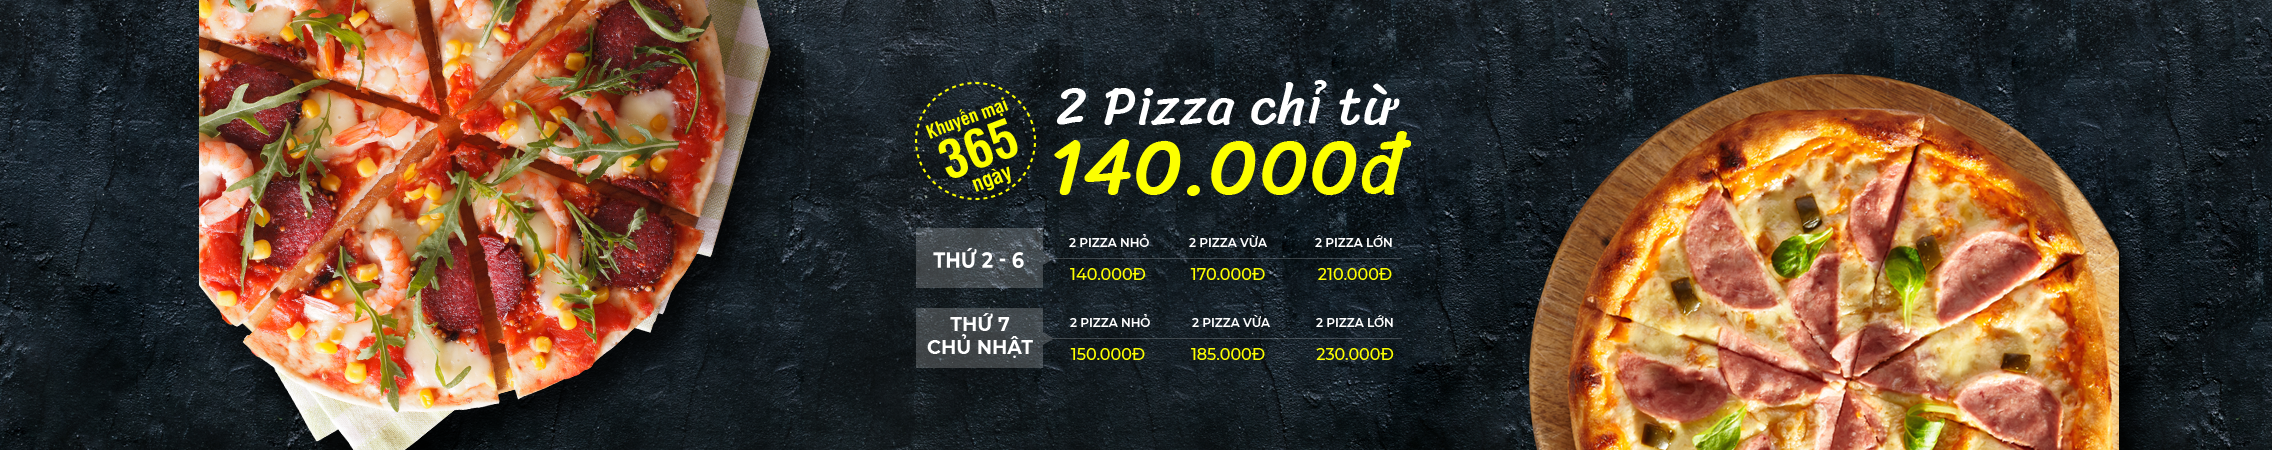 Khuyến mại
365
ngày
2 Pizza chỉ từ
140.000đ
THỨ 2 - 6
2 PIZZA NHỎ 2 PIZZA VỪA 2 PIZZA LỚN
140.000Đ 170.000Đ 210.000Đ
THỨ 7
CHỦ NHẬT
2 PIZZA NHỎ 2 PIZZA VỪA 2 PIZZA LỚN
150.000Đ 185.000Đ 230.000Đ